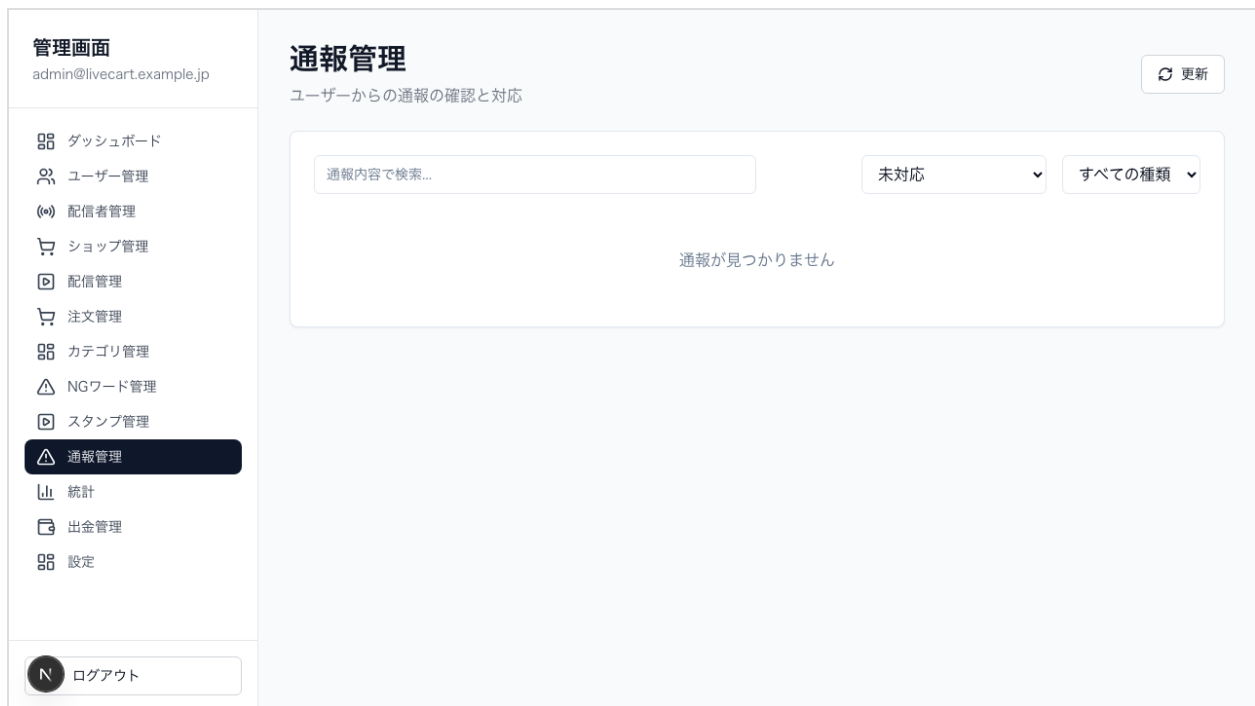 管理画面
admin@livecart.example.jp
ダッシュボード
ユーザー管理
配信者管理
ショップ管理
配信管理
注文管理
カテゴリ管理
NGワード管理
スタンプ管理
通報管理
統計
出金管理
設定
N
ログアウト
通報管理
ユーザーからの通報の確認と対応
更新
通報内容で検索...
未対応
すべての種類
通報が見つかりません